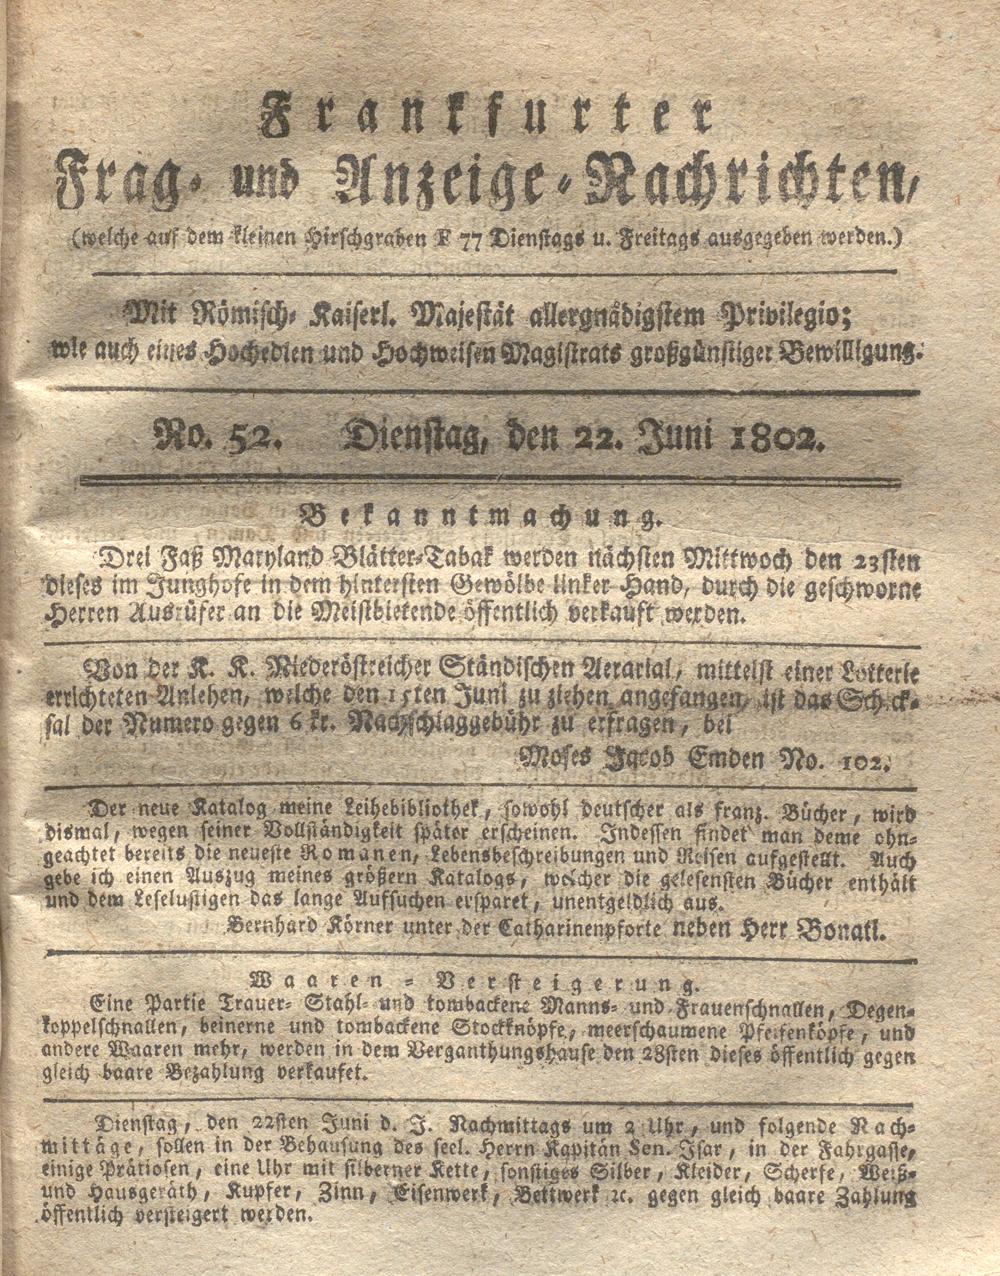 Frankfurter
Frag- und Anzeige-Nachrichten,
(welche auf dem kleinen Hirschgraben F 77 Dienstags u. Freitags ausgegeben werden.)
Mit Römisch- Kaiserl. Majestät allergnädigstem Privilegio;
wie auch eines Hochedlen und Hochweisen Magistrats großgünstiger Bewilligung.
No. 52. Dienstag, den 22. Juni 1802.
Bekanntmachung.
Drei Faß Maryland Blätter-Tabak werden nächsten Mittwoch den 23sten
dieses im Junghofe in dem hintersten Gewölbe linker Hand, durch die geschworne
Herren Ausrüfer an die Meistbietende öffentlich verkauft werden.
Von der K. K. Niederöstreicher Ständischen Aerarial, mittelst einer Lotterie
errichteten Anlehen, welche den 15ten Juni zu ziehen angefangen, ist das Schick-
sal der Numero gegen 6 kr. Nachschlaggebühr zu erfragen, bei
Moses Jacob Emden No. 102.
Der neue Katalog meine Leihebibliothek, sowohl deutscher als franz. Bücher, wird
dismal, wegen seiner Vollständigkeit später erscheinen. Indessen findet man deme ohn-
geachtet bereits die neueste Romanen, Lebensbeschreibungen und Reisen aufgestellt. Auch
gebe ich einen Auszug meines größern Katalogs, welcher die gelesensten Bücher enthält
und dem Leselustigen das lange Aufsuchen ersparet, unentgeldlich aus.
Bernhard Körner unter der Catharinenpforte neben Herr Bonati.
Waaren-Versteigerung.
Eine Partie Trauer- Stahl- und tombackene Manns- und Frauenschnallen, Degen-
koppelschnallen, beinerne und tombackene Stockknöpfe, meerschaumene Pfeifenköpfe, und
andere Waaren mehr, werden in dem Verganthungshause den 28sten dieses öffentlich gegen
gleich baare Bezahlung verkaufet.
Dienstag, den 22sten Juni d. J. Nachmittags um 2 Uhr, und folgende Nach-
mittäge, sollen in der Behausung des seel. Herrn Kapitän Sen. Isar, in der Fahrgasse,
einige Prätiosen, eine Uhr mit silberner Kette, sonstiges Silber, Kleider, Scherfe, Weiß-
und Hausgeräth, Kupfer, Zinn, Eisenwerk, Bettwerk ꝛc. gegen gleich baare Zahlung
öffentlich versteigert werden.